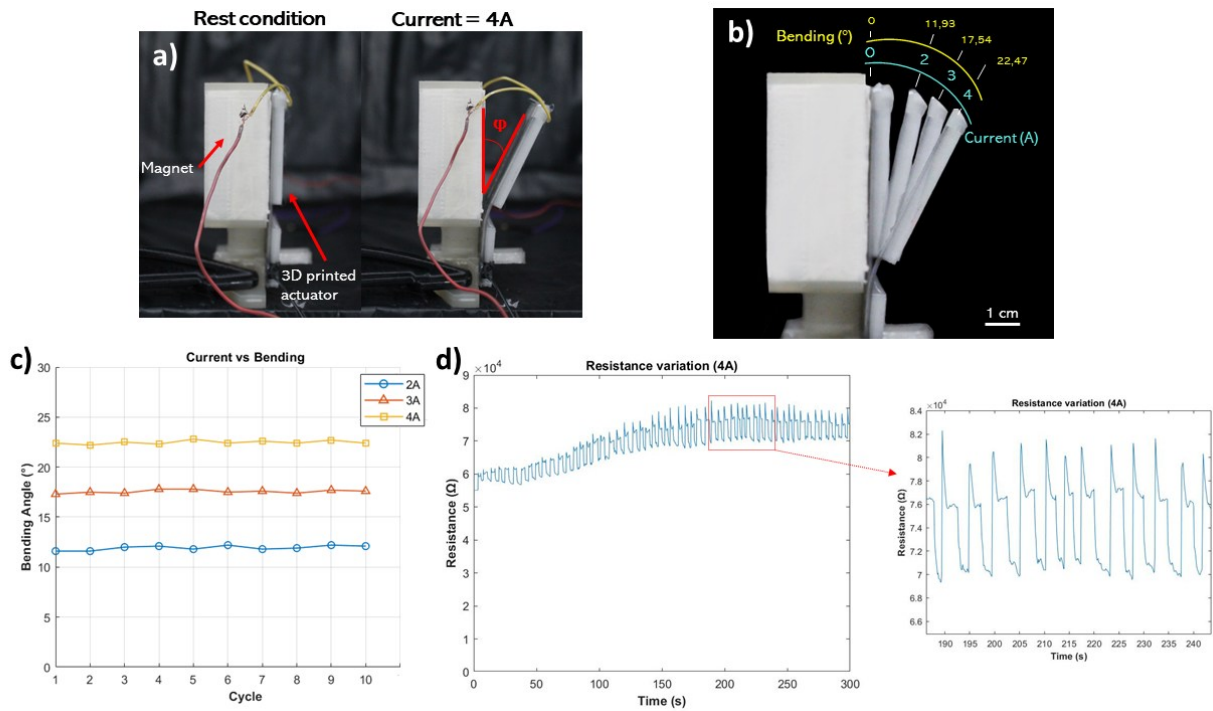 Rest condition
Current = 4A
a)
φ
Magnet
3D printed
actuator
b)
Bending (°)
0
11,93
17,54
22,47
0
2
3
4
Current (A)
1 cm
c)
Current vs Bending
30
25
20
15
10
5
0
Bending Angle (°)
2A
3A
4A
1 2 3 4 5 6 7 8 9 10
Cycle
d)
Resistance variation (4A)
× 10⁴
9
8
7
6
5
4
3
2
1
0
Resistance (Ω)
0 50 100 150 200 250 300
Time (s)
Resistance variation (4A)
× 10⁴
8.4
8.2
8
7.8
7.6
7.4
7.2
7
6.8
6.6
Resistance (Ω)
190 195 200 205 210 215 220 225 230 235 240
Time (s)